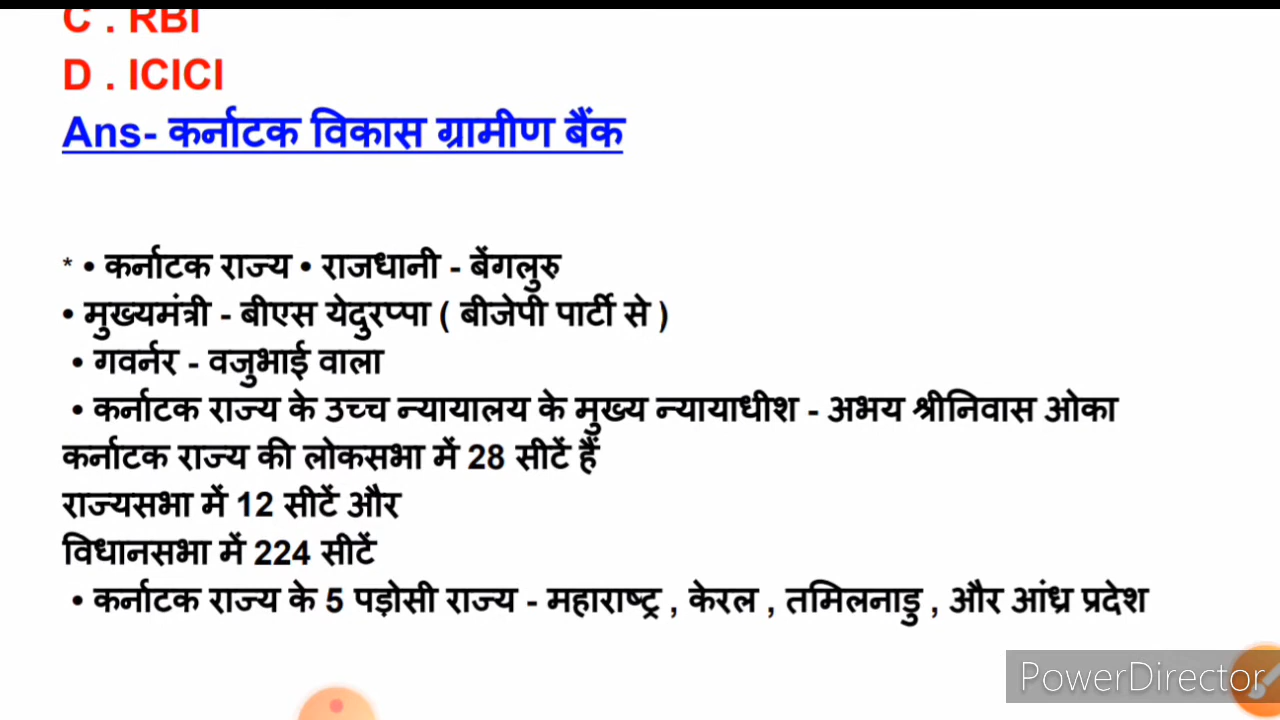 C . RBI
D . ICICI
Ans- कर्नाटक विकास ग्रामीण बैंक
* • कर्नाटक राज्य • राजधानी - बेंगलुरु
• मुख्यमंत्री - बीएस येदुरप्पा ( बीजेपी पार्टी से )
• गवर्नर - वजुभाई वाला
• कर्नाटक राज्य के उच्च न्यायालय के मुख्य न्यायाधीश - अभय श्रीनिवास ओका
कर्नाटक राज्य की लोकसभा में 28 सीटें हैं
राज्यसभा में 12 सीटें और
विधानसभा में 224 सीटें
• कर्नाटक राज्य के 5 पड़ोसी राज्य - महाराष्ट्र , केरल , तमिलनाडु , और आंध्र प्रदेश
PowerDirector